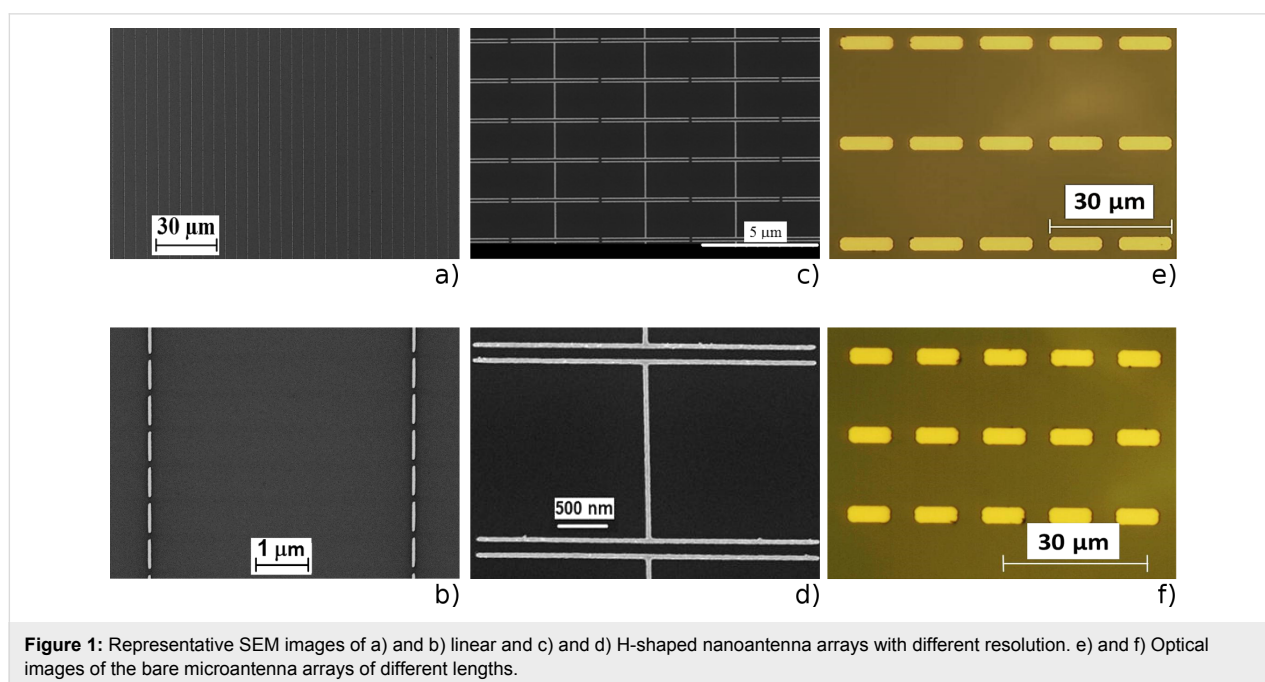 30 µm
a)
5 µm
c)
30 µm
e)
1 µm
b)
500 nm
d)
30 µm
f)
Figure 1: Representative SEM images of a) and b) linear and c) and d) H-shaped nanoantenna arrays with different resolution. e) and f) Optical
images of the bare microantenna arrays of different lengths.